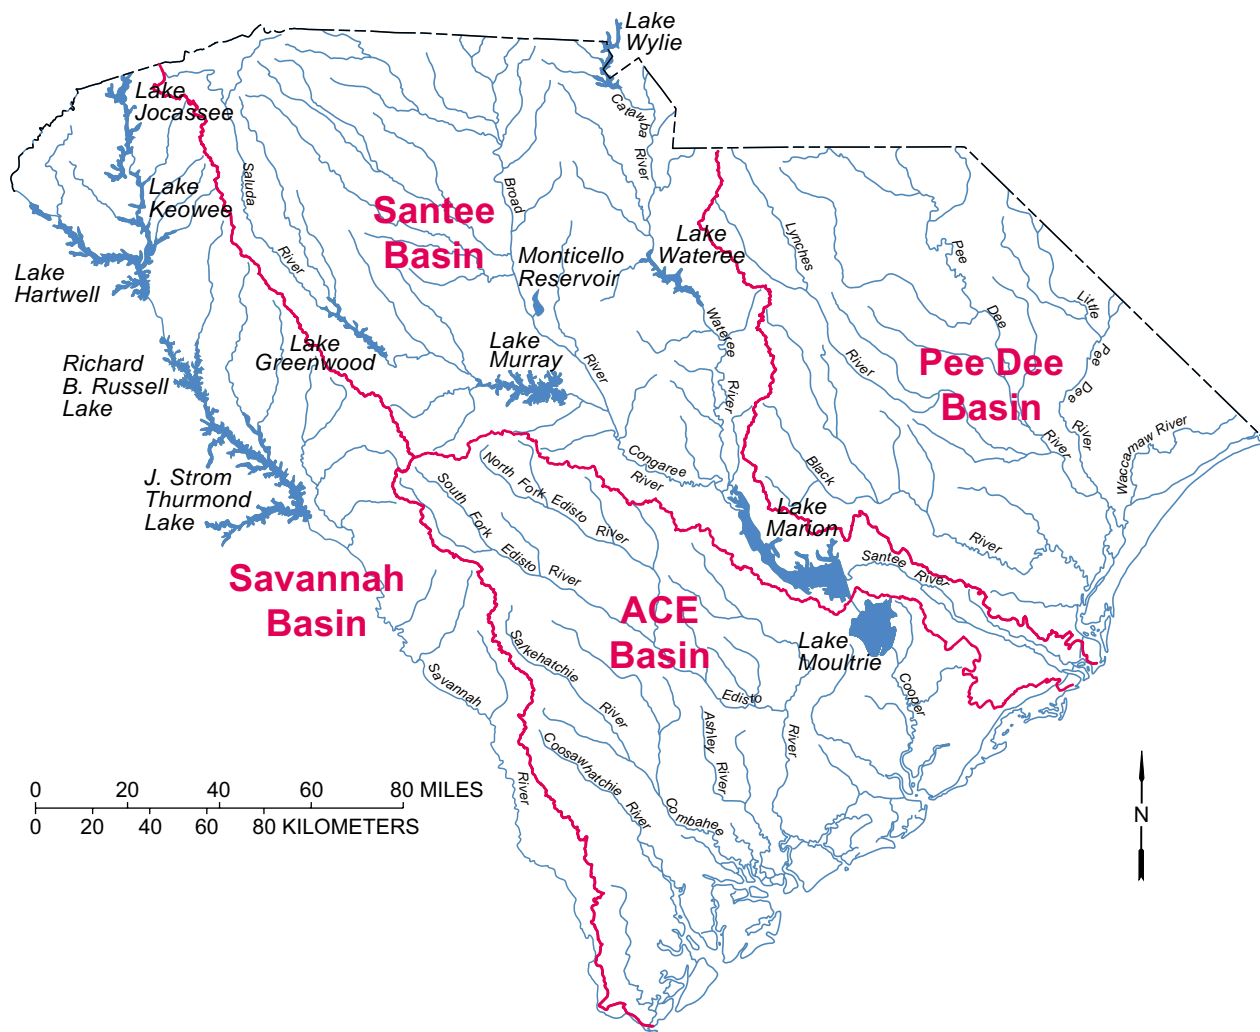 Lake
Wylie
Lake
Jocassee
Catawba
River
Lake
Keowee
Saluda
River
Broad
River
Santee
Basin
Monticello
Reservoir
Lake
Wateree
Lynches
River
Pee
Dee
River
Little
Pee
Dee
River
Lake
Hartwell
Wateree
River
Lake
Greenwood
Lake
Murray
Richard
B. Russell
Lake
Pee Dee
Basin
Waccamaw River
Congaree
River
Black
River
North
Fork
Edisto
River
South
Fork
Edisto
River
J. Strom
Thurmond
Lake
Lake
Marion
Santee
River
Savannah
Basin
ACE
Basin
Lake
Moultrie
Salkehatchie
River
Savannah
River
Edisto
River
Ashley
River
Cooper
Coosawhatchie
River
Combahee
0 20 40 60 80 MILES
0 20 40 60 80 KILOMETERS
N